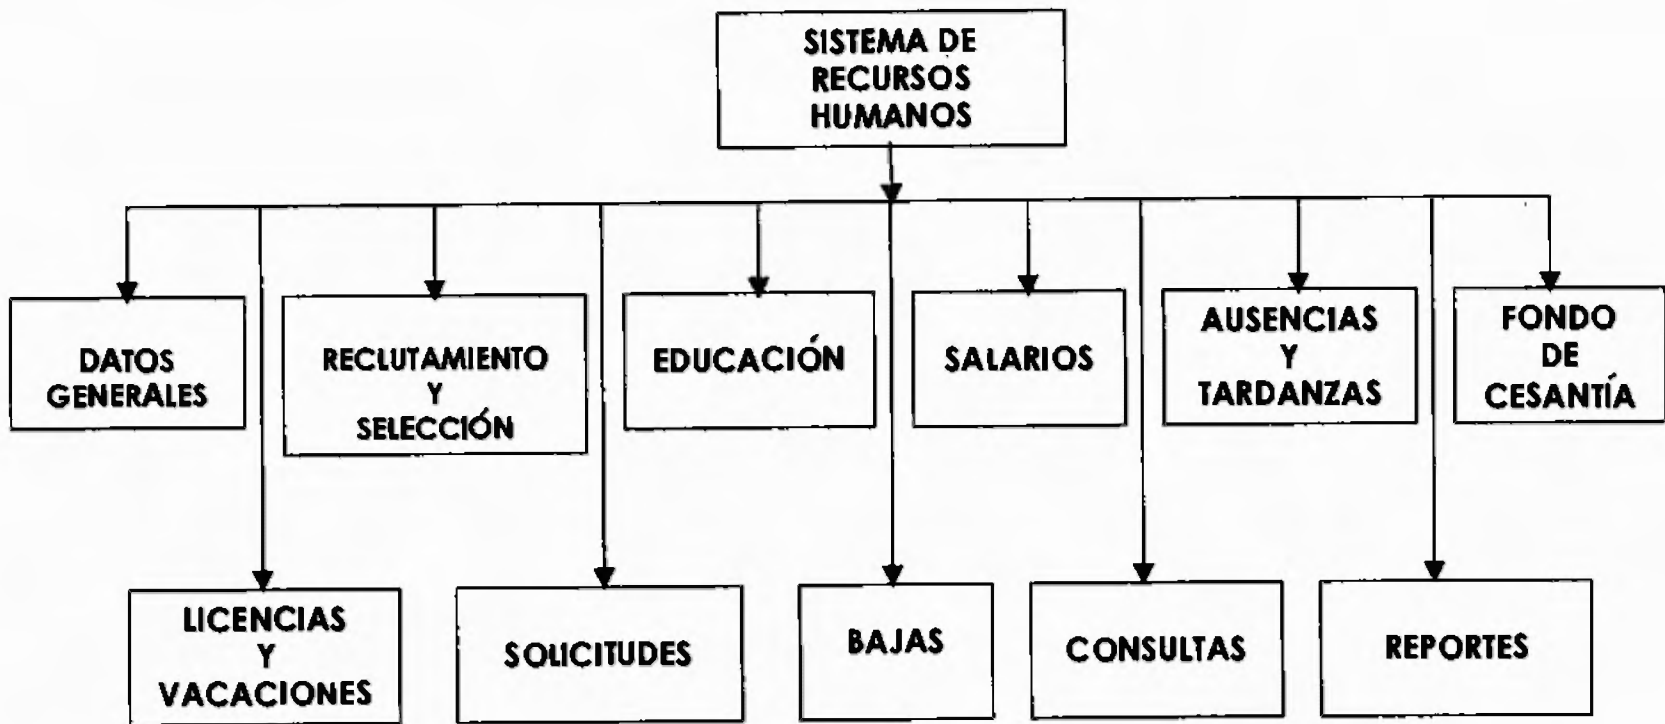 SISTEMA DE
RECURSOS
HUMANOS
DATOS
GENERALES
RECLUTAMIENTO
Y
SELECCIÓN
EDUCACIÓN
SALARIOS
AUSENCIAS
Y
TARDANZAS
FONDO
DE
CESANTÍA
LICENCIAS
Y
VACACIONES
SOLICITUDES
BAJAS
CONSULTAS
REPORTES